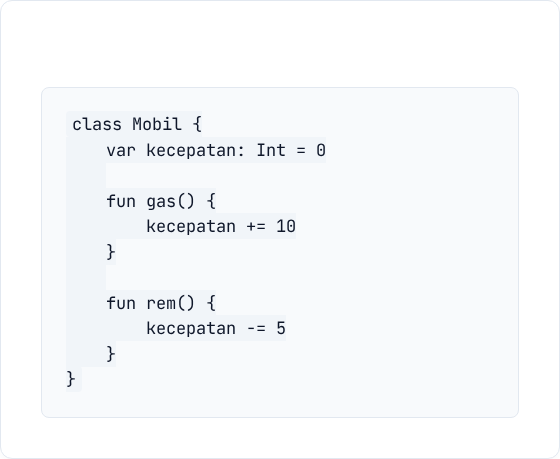 class Mobil {
    var kecepatan: Int = 0
    fun gas() {
        kecepatan += 10
    }
    fun rem() {
        kecepatan -= 5
    }
}